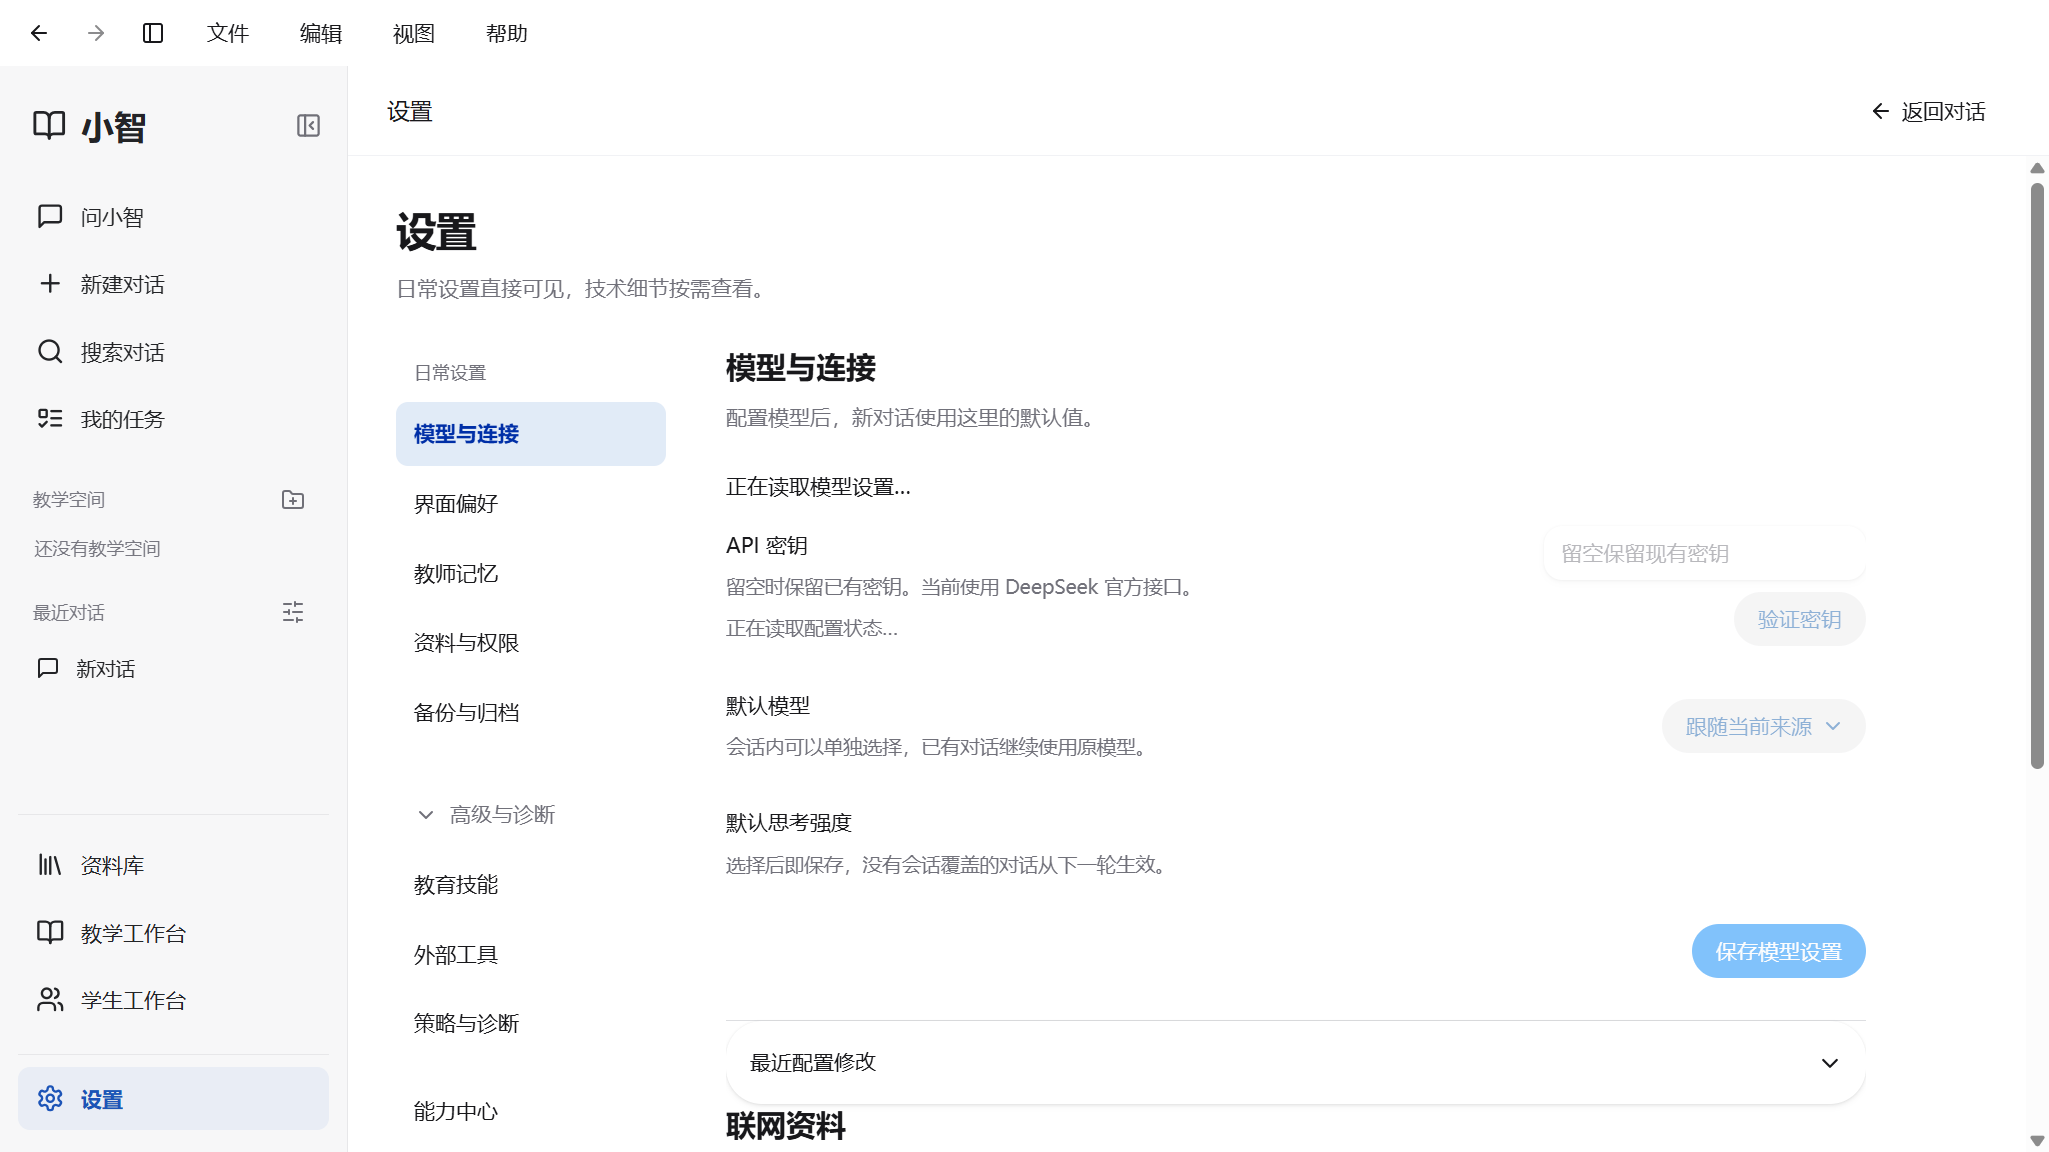 文件 编辑 视图 帮助
小智
问小智
新建对话
搜索对话
我的任务
教学空间
还没有教学空间
最近对话
新对话
资料库
教学工作台
学生工作台
设置
设置
返回对话
设置
日常设置直接可见，技术细节按需查看。
日常设置
模型与连接
界面偏好
教师记忆
资料与权限
备份与归档
高级与诊断
教育技能
外部工具
策略与诊断
能力中心
模型与连接
配置模型后，新对话使用这里的默认值。
正在读取模型设置...
API 密钥
留空时保留已有密钥。当前使用 DeepSeek 官方接口。
正在读取配置状态...
留空保留现有密钥
验证密钥
默认模型
会话内可以单独选择，已有对话继续使用原模型。
跟随当前来源
默认思考强度
选择后即保存，没有会话覆盖的对话从下一轮生效。
保存模型设置
最近配置修改
联网资料